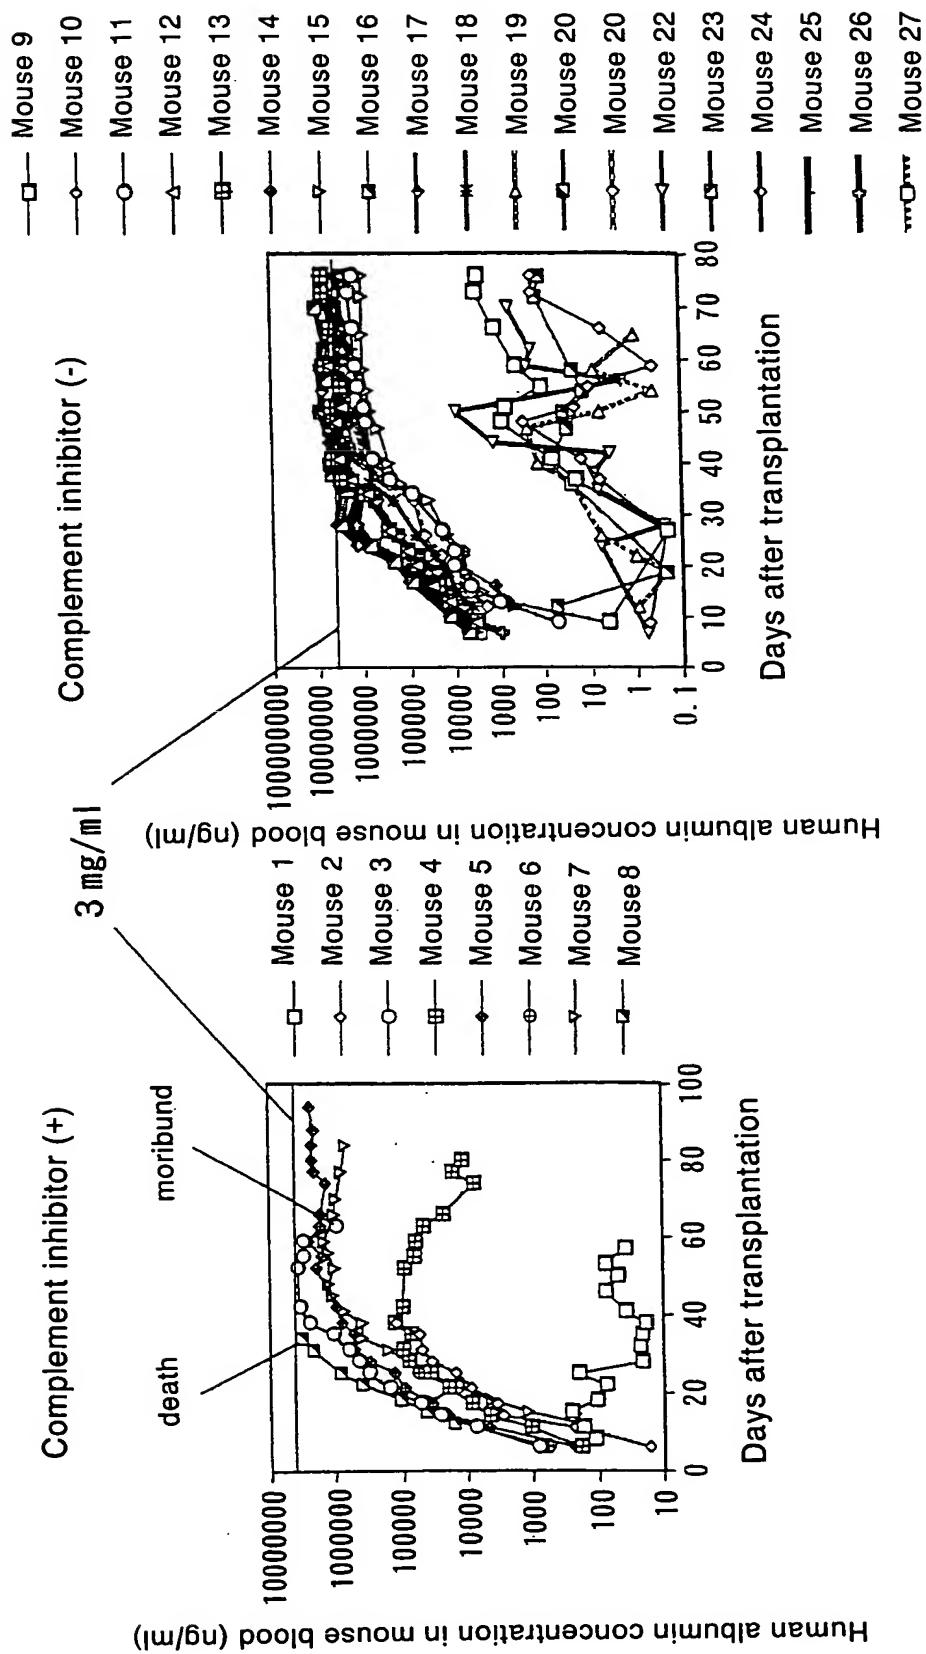 Complement inhibitor (+)
death
moribund
Human albumin concentration in mouse blood (ng/ml)
10000000
1000000
100000
10000
1000
100
10
0
20
40
60
80
100
Days after transplantation
Mouse 1
Mouse 2
Mouse 3
Mouse 4
Mouse 5
Mouse 6
Mouse 7
Mouse 8
3 mg/ml
Complement inhibitor (-)
Human albumin concentration in mouse blood (ng/ml)
100000000
10000000
1000000
100000
10000
1000
100
10
1
0.1
0
10
20
30
40
50
60
70
80
Days after transplantation
Mouse 9
Mouse 10
Mouse 11
Mouse 12
Mouse 13
Mouse 14
Mouse 15
Mouse 16
Mouse 17
Mouse 18
Mouse 19
Mouse 20
Mouse 20
Mouse 22
Mouse 23
Mouse 24
Mouse 25
Mouse 26
Mouse 27